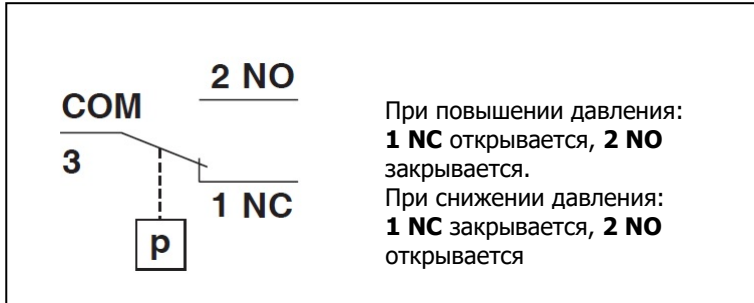 2 NO
COM
3
1 NC
p
При повышении давления:
1 NC открывается, 2 NO
закрывается.
При снижении давления:
1 NC закрывается, 2 NO
открывается